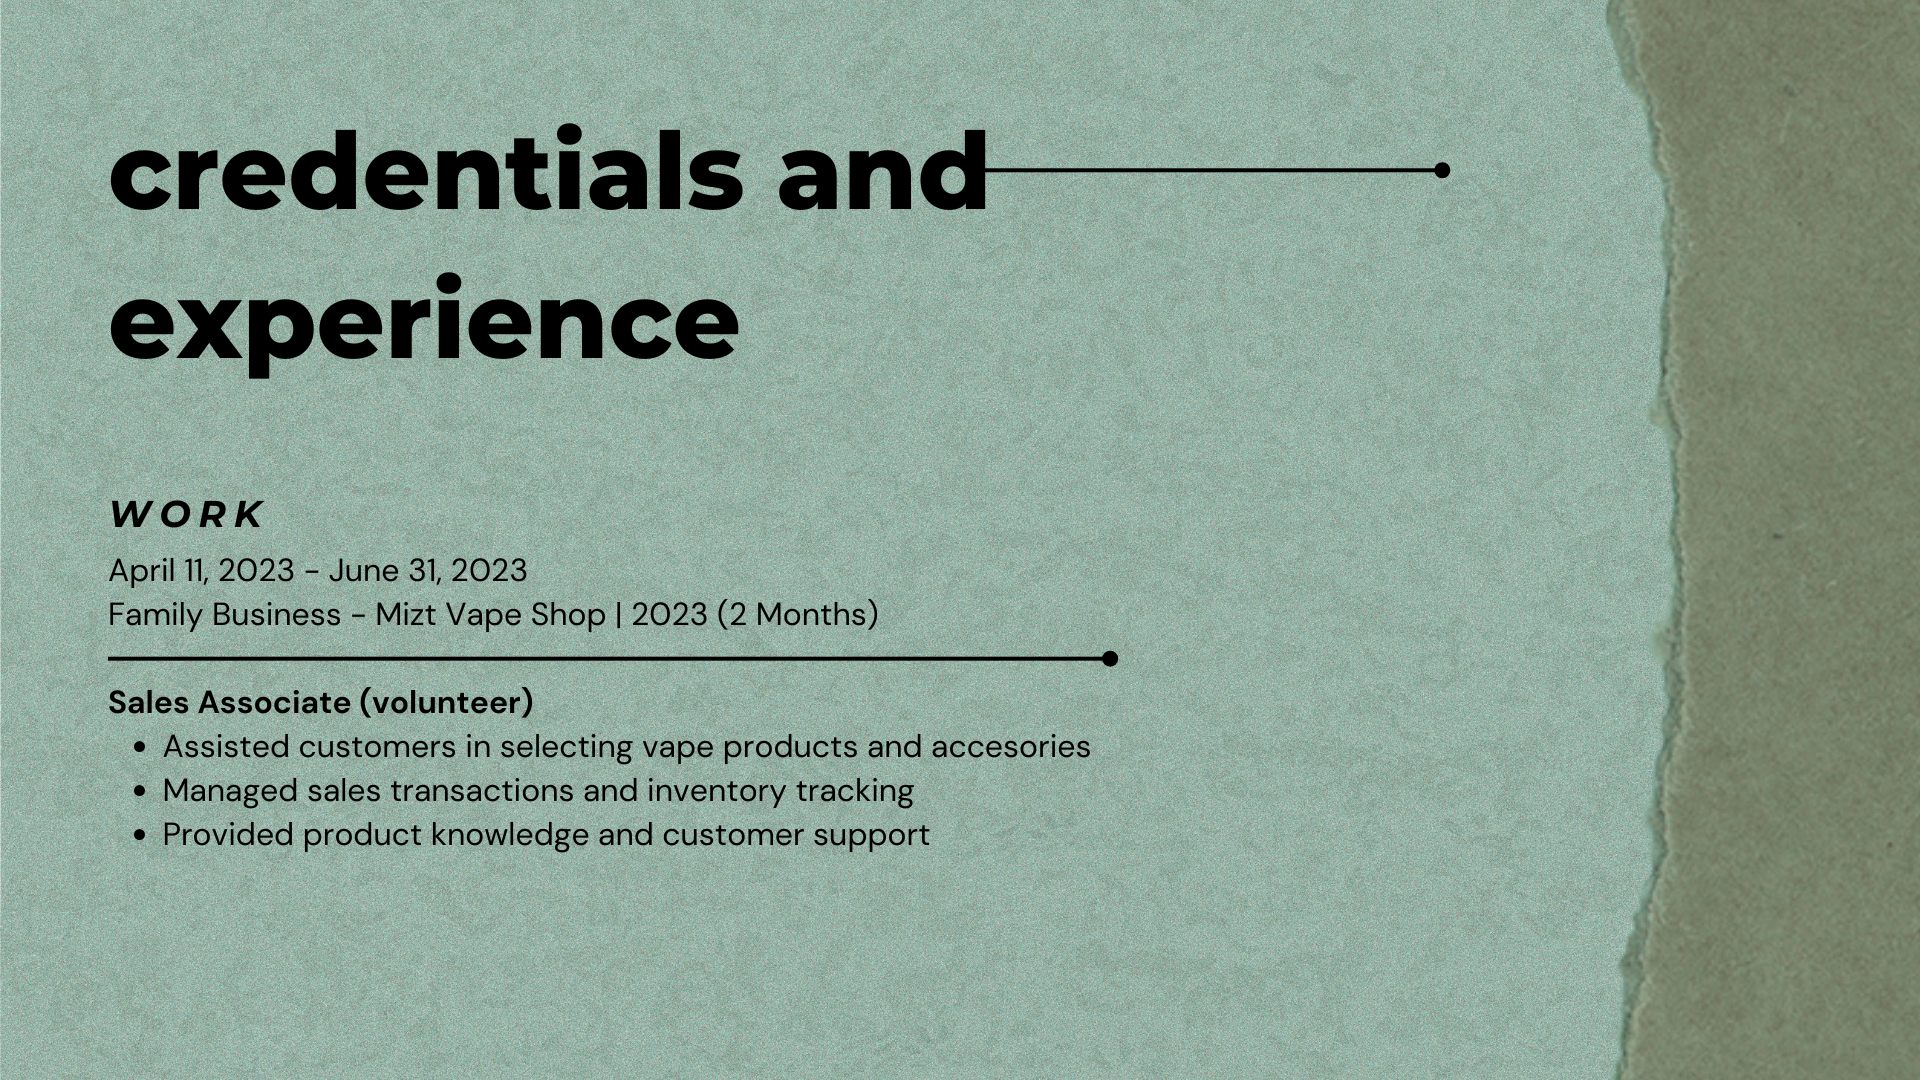 credentials and
experience
WORK
April 11, 2023 - June 31, 2023
Family Business - Mizt Vape Shop | 2023 (2 Months)
Sales Associate (volunteer)
• Assisted customers in selecting vape products and accesories
• Managed sales transactions and inventory tracking
• Provided product knowledge and customer support